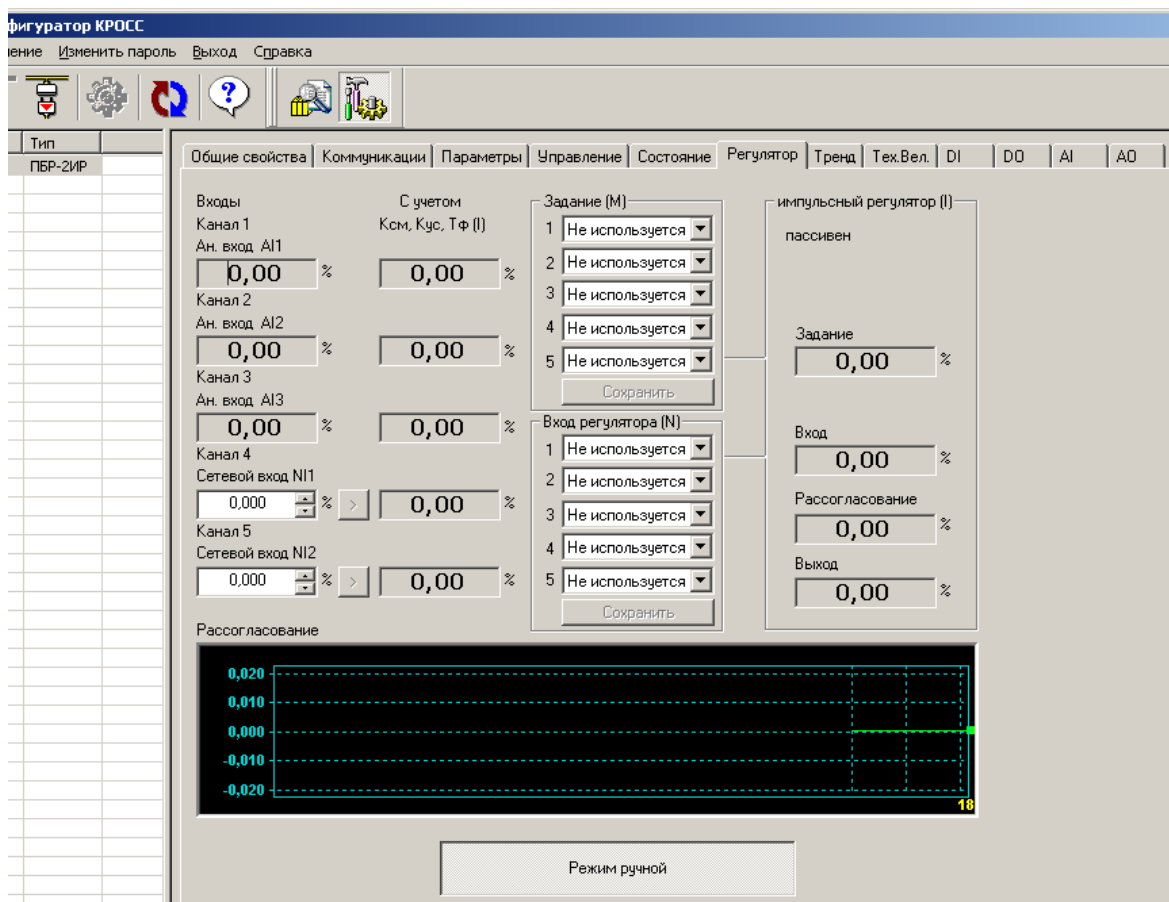 фигуратор КРОСС
ление Изменить пароль Выход Справка
Тип
ПБР-2ИР
Общие свойства Коммуникации Параметры Управление Состояние Регулятор Тренд Тех.Вел. DI DO AI AO
Входы
С учетом
Канал 1
Kсм, Kус, Тф (I)
Ан. вход AI1
0,00 % 0,00 %
Канал 2
Ан. вход AI2
0,00 % 0,00 %
Канал 3
Ан. вход AI3
0,00 % 0,00 %
Канал 4
Сетевой вход NI1
0,000 % > 0,00 %
Канал 5
Сетевой вход NI2
0,000 % > 0,00 %
Задание (M)
1 Не используется
2 Не используется
3 Не используется
4 Не используется
5 Не используется
Сохранить
Вход регулятора (N)
1 Не используется
2 Не используется
3 Не используется
4 Не используется
5 Не используется
Сохранить
импульсный регулятор (I)
пассивен
Задание
0,00 %
Вход
0,00 %
Рассогласование
0,00 %
Выход
0,00 %
Рассогласование
0,020
0,010
0,000
-0,010
-0,020
18
Режим ручной